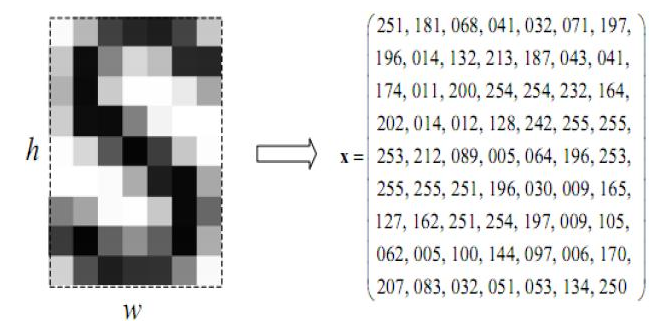 h
w
x =
251, 181, 068, 041, 032, 071, 197,
196, 014, 132, 213, 187, 043, 041,
174, 011, 200, 254, 254, 232, 164,
202, 014, 012, 128, 242, 255, 255,
253, 212, 089, 005, 064, 196, 253,
255, 255, 251, 196, 030, 009, 165,
127, 162, 251, 254, 197, 009, 105,
062, 005, 100, 144, 097, 006, 170,
207, 083, 032, 051, 053, 134, 250